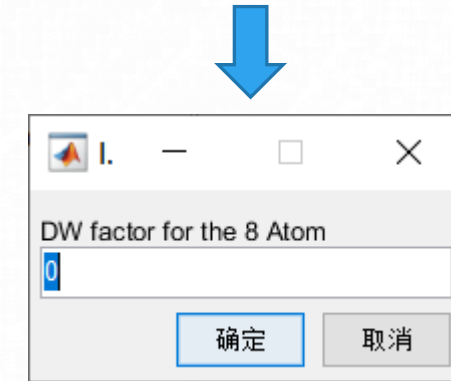 I.
DW factor for the 8 Atom
0
确定
取消